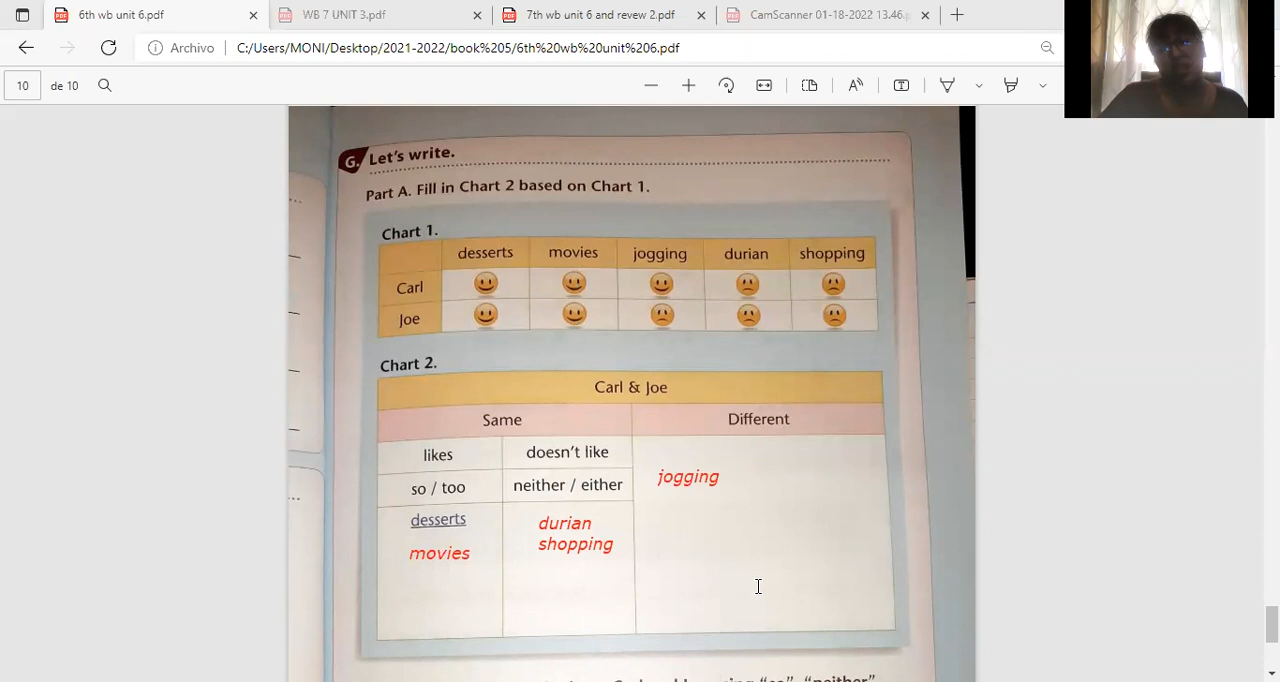 6th wb unit 6.pdf
WB 7 UNIT 3.pdf
7th wb unit 6 and revew 2.pdf
CamScanner 01-18-2022 13.46.p
Archivo
C:/Users/MONI/Desktop/2021-2022/book%205/6th%20wb%20unit%206.pdf
10
de 10
G. Let's write.
Part A. Fill in Chart 2 based on Chart 1.
Chart 1.
desserts movies jogging durian shopping
Carl
Joe
Chart 2.
Carl & Joe
Same Different
likes doesn't like
so / too neither / either
jogging
desserts
movies
durian
shopping
"neither"